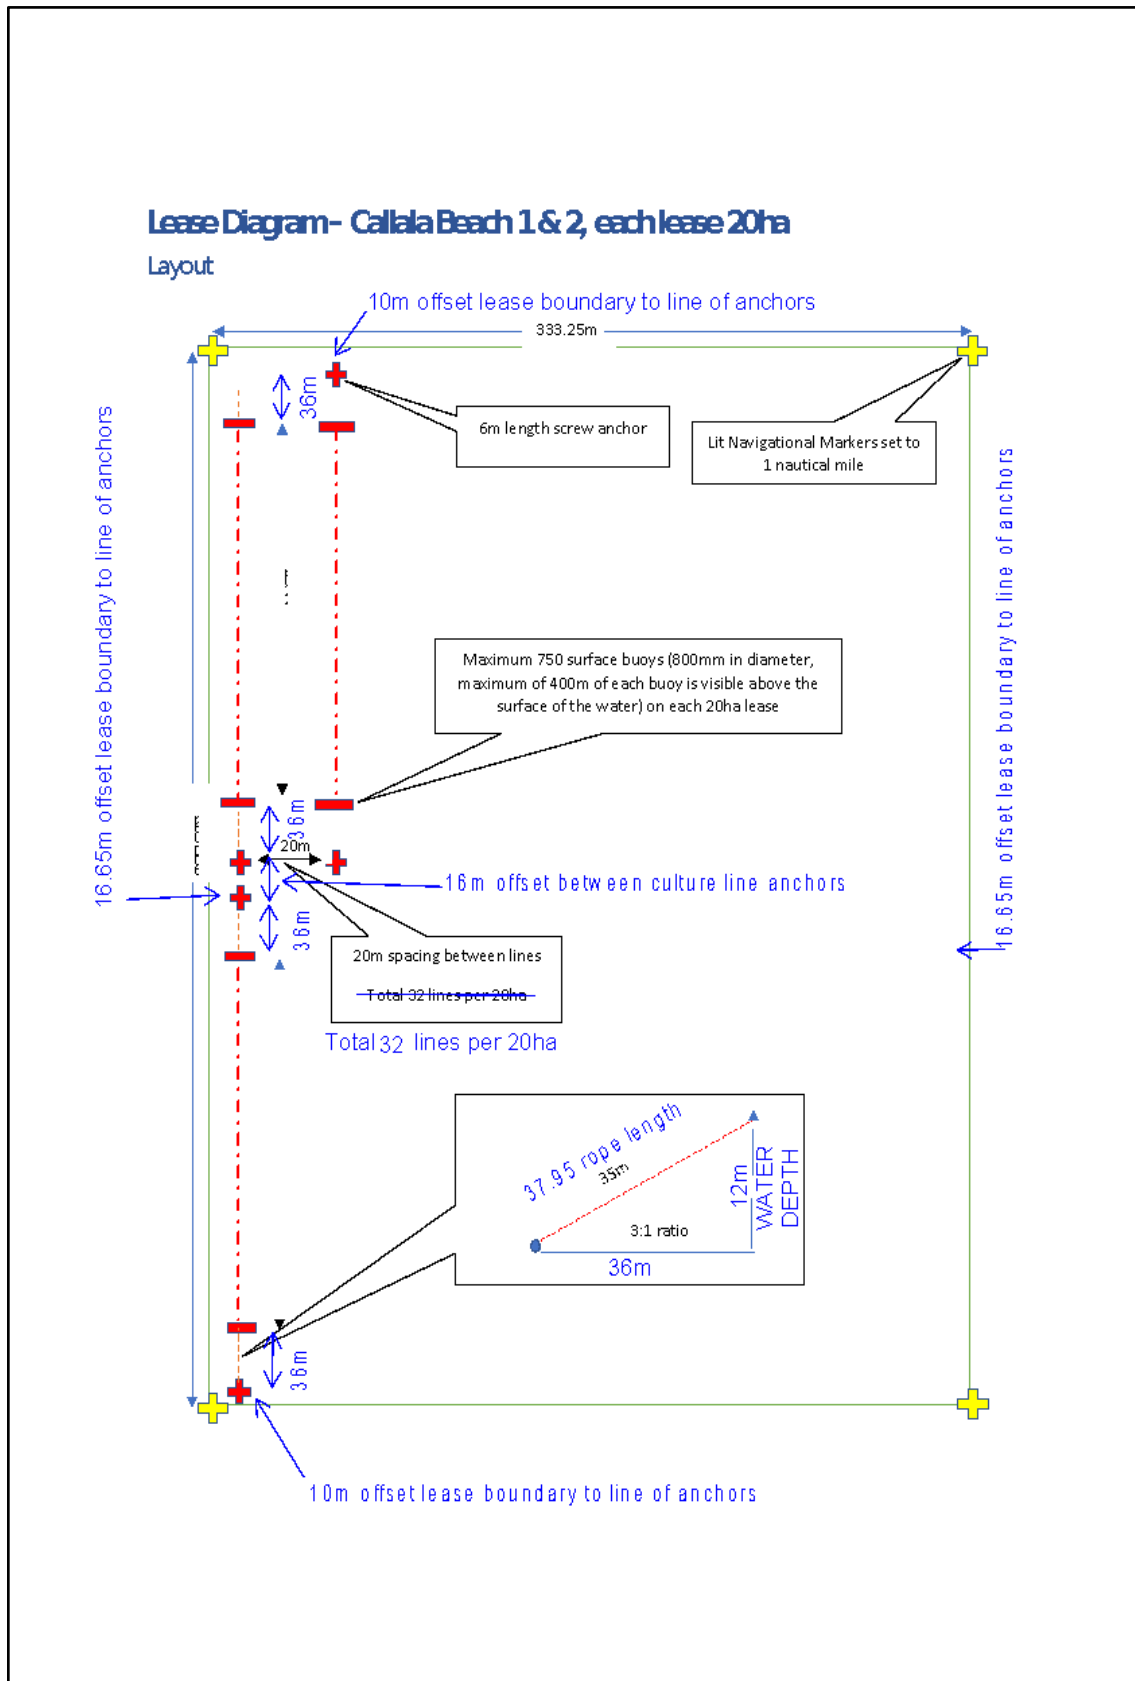 Lease Diagram – Callala Beach 1 & 2, each lease 20ha
Layout
10m offset lease boundary to line of anchors
333.25m
36m
6m length screw anchor
Lit Navigational Markers set to
1 nautical mile
16.65m offset lease boundary to line of anchors
16.65m offset lease boundary to line of anchors
Maximum 750 surface buoys (800mm in diameter,
maximum of 400m of each buoy is visible above the
surface of the water) on each 20ha lease
36m
20m
16m offset between culture line anchors
36m
20m spacing between lines
Total 32 lines per 20ha
Total 32 lines per 20ha
37.95 rope length
35m
12m
WATER
DEPTH
3:1 ratio
36m
36m
10m offset lease boundary to line of anchors